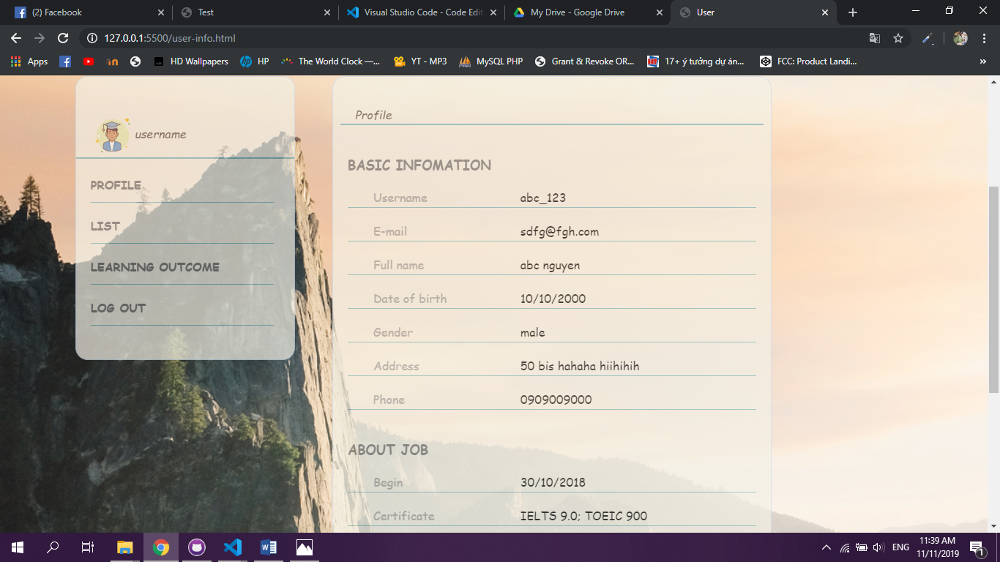 (2) Facebook
Test
Visual Studio Code - Code Edit
My Drive - Google Drive
User
127.0.0.1:5500/user-info.html
Apps
HD Wallpapers
HP
The World Clock —...
YT - MP3
MySQL PHP
Grant & Revoke OR...
17+ ý tưởng dự án...
FCC: Product Landi...
»
username
PROFILE
LIST
LEARNING OUTCOME
LOG OUT
Profile
BASIC INFOMATION
Username abc_123
E-mail sdfg@fgh.com
Full name abc nguyen
Date of birth 10/10/2000
Gender male
Address 50 bis hahaha hiihihih
Phone 0909009000
ABOUT JOB
Begin 30/10/2018
Certificate IELTS 9.0; TOEIC 900
ENG
11:39 AM
11/11/2019
1